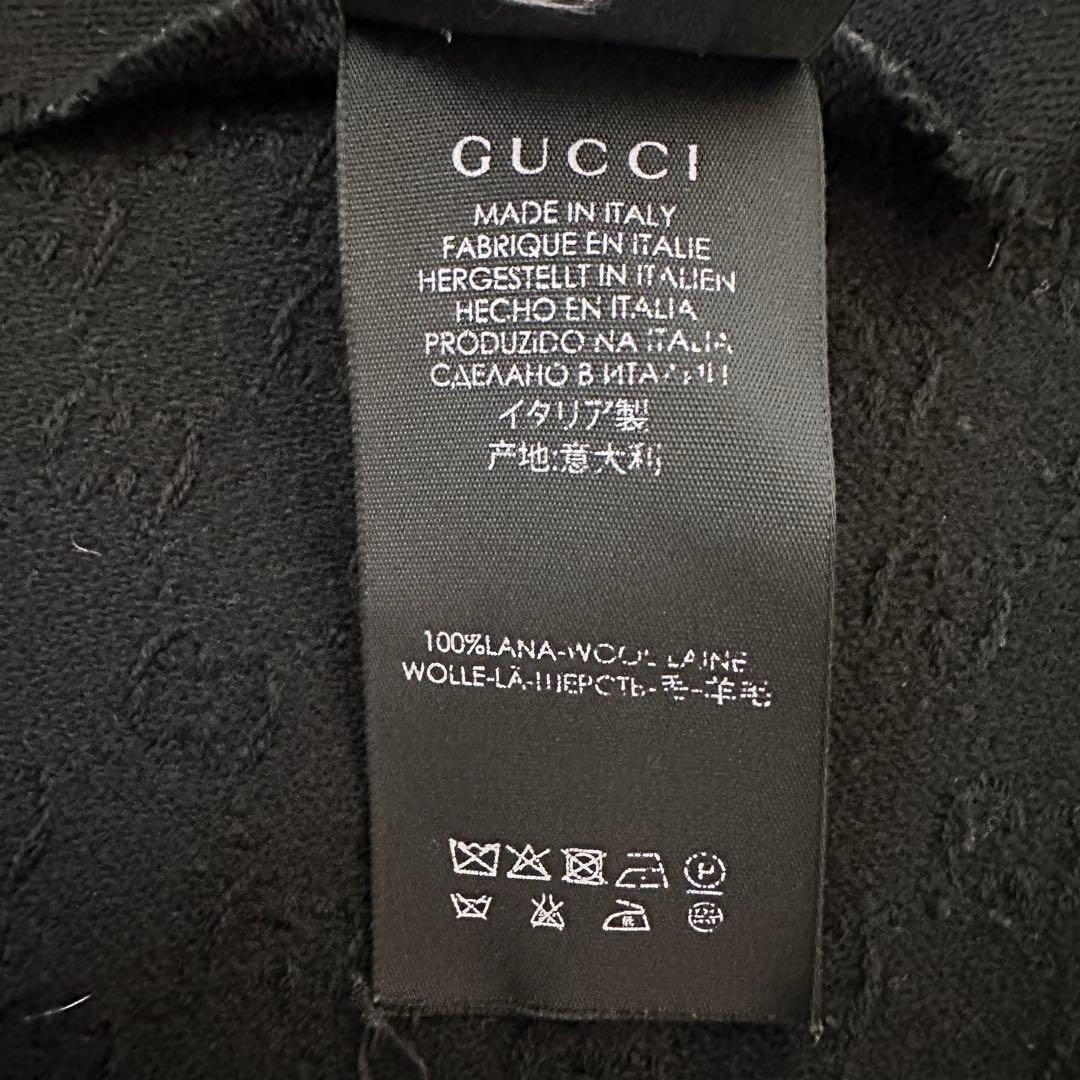 GUCCI
MADE IN ITALY
FABRIQUE EN ITALIE
HERGESTELLT IN ITALIEN
HECHO EN ITALIA
PRODUZIDO NA ITALIA
СДЕЛАНО В ИТАЛИИ
イタリア製
产地:意大利
100%LANA-WOOL-LAINE
WOLLE-LÃ-ШЕРСТЬ-毛-羊毛
P
低